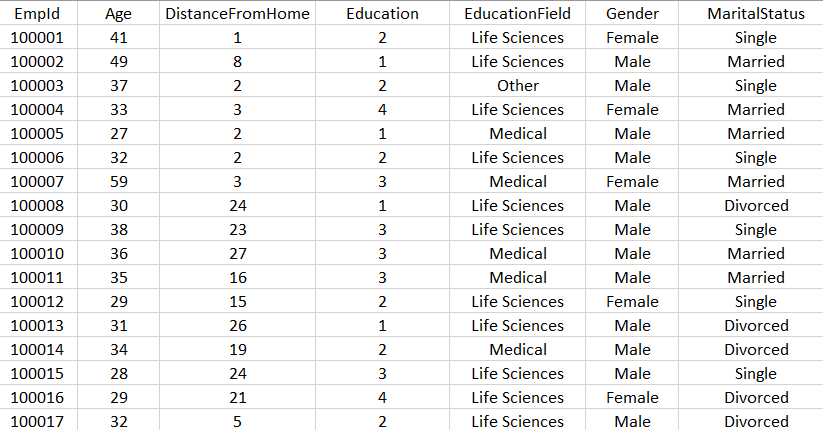 EmpId Age DistanceFromHome Education EducationField Gender MaritalStatus
100001 41 1 2 Life Sciences Female Single
100002 49 8 1 Life Sciences Male Married
100003 37 2 2 Other Male Single
100004 33 3 4 Life Sciences Female Married
100005 27 2 1 Medical Male Married
100006 32 2 2 Life Sciences Male Single
100007 59 3 3 Medical Female Married
100008 30 24 1 Life Sciences Male Divorced
100009 38 23 3 Life Sciences Male Single
100010 36 27 3 Medical Male Married
100011 35 16 3 Medical Male Married
100012 29 15 2 Life Sciences Female Single
100013 31 26 1 Life Sciences Male Divorced
100014 34 19 2 Medical Male Divorced
100015 28 24 3 Life Sciences Male Single
100016 29 21 4 Life Sciences Female Divorced
100017 32 5 2 Life Sciences Male Divorced